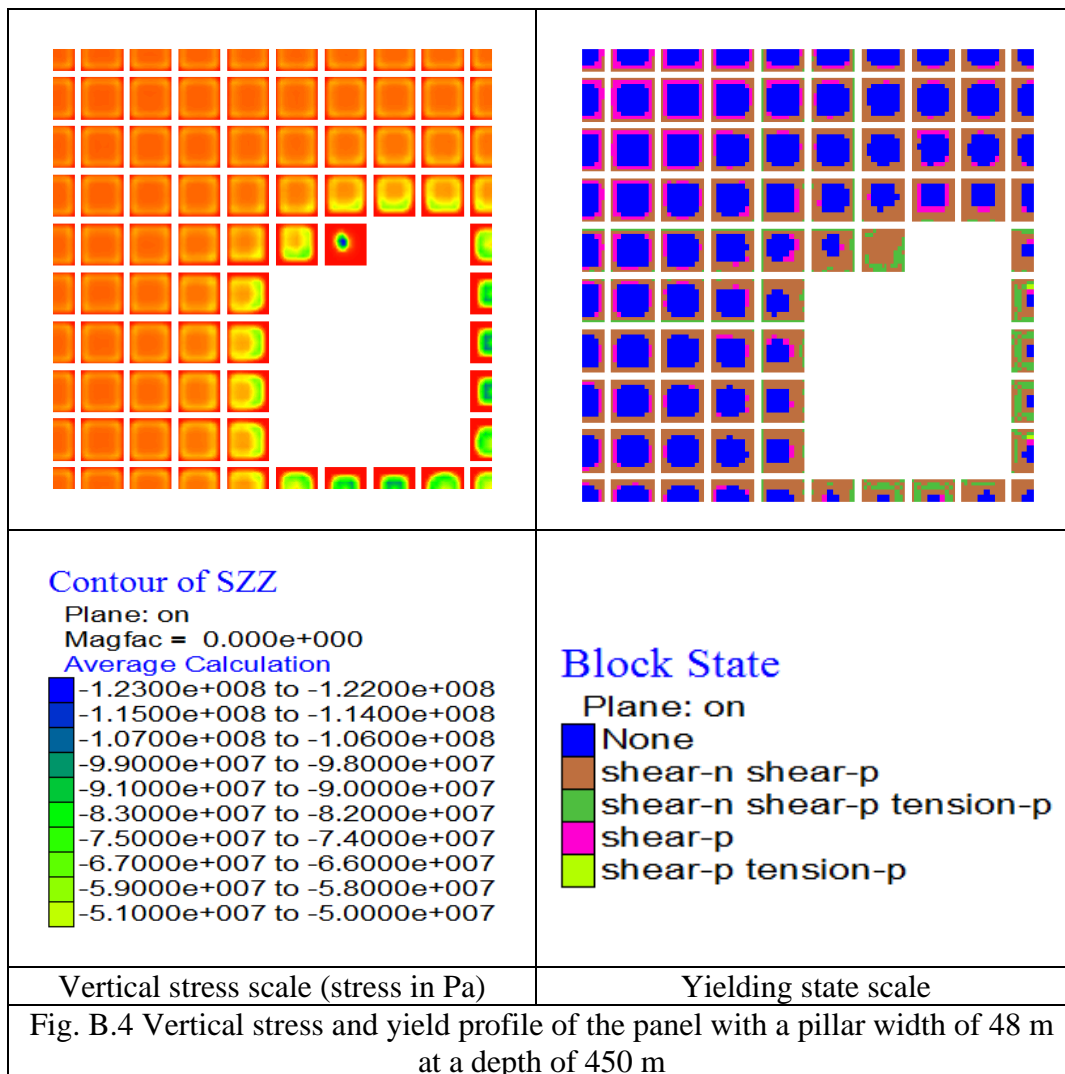 Contour of SZZ
Plane: on
Magfac = 0.000e+000
Average Calculation
-1.2300e+008 to -1.2200e+008
-1.1500e+008 to -1.1400e+008
-1.0700e+008 to -1.0600e+008
-9.9000e+007 to -9.8000e+007
-9.1000e+007 to -9.0000e+007
-8.3000e+007 to -8.2000e+007
-7.5000e+007 to -7.4000e+007
-6.7000e+007 to -6.6000e+007
-5.9000e+007 to -5.8000e+007
-5.1000e+007 to -5.0000e+007
Block State
Plane: on
None
shear-n shear-p
shear-n shear-p tension-p
shear-p
shear-p tension-p
Vertical stress scale (stress in Pa)
Yielding state scale
Fig. B.4 Vertical stress and yield profile of the panel with a pillar width of 48 m
at a depth of 450 m